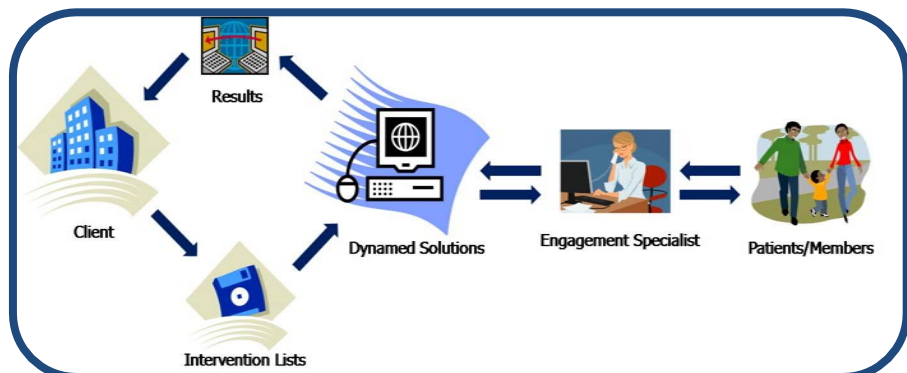 Results
Client
Dynamed Solutions
Engagement Specialist
Patients/Members
Intervention Lists